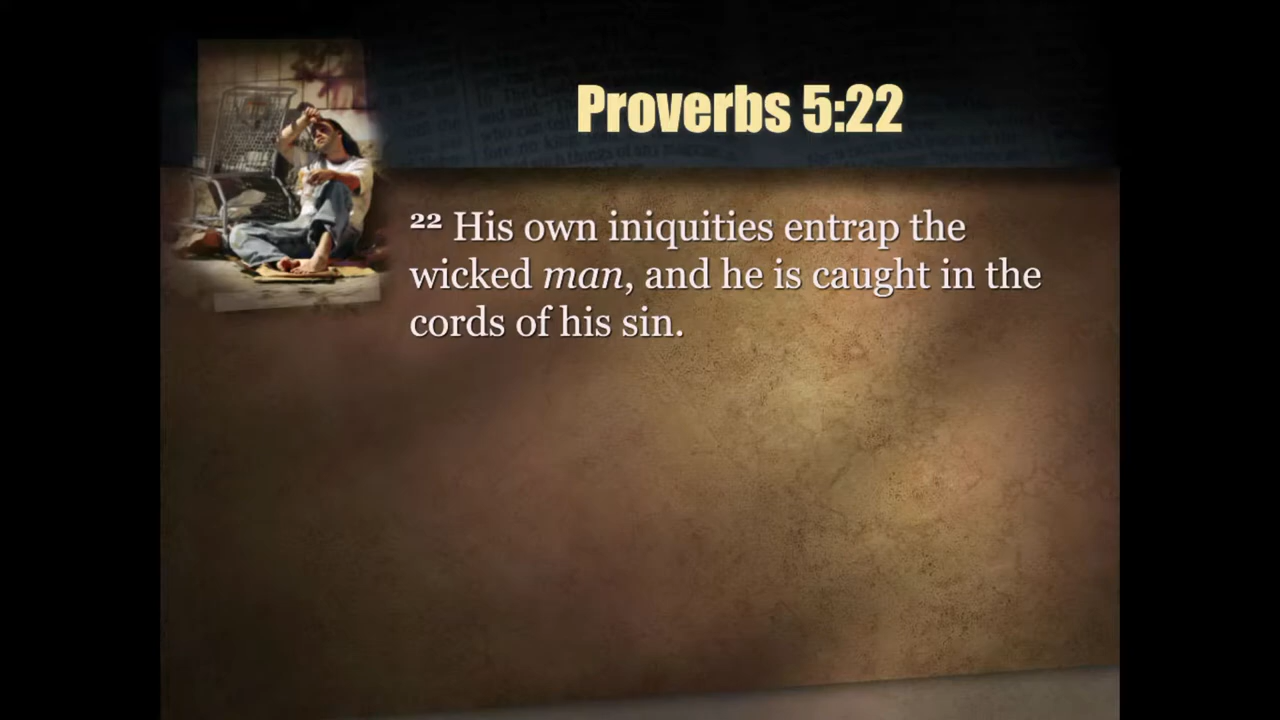 Proverbs 5:22
22 His own iniquities entrap the
wicked man, and he is caught in the
cords of his sin.